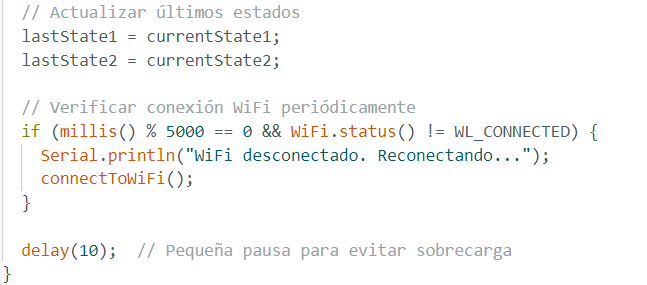 // Actualizar últimos estados
lastState1 = currentState1;
lastState2 = currentState2;
// Verificar conexión WiFi periódicamente
if (millis() % 5000 == 0 && WiFi.status() != WL_CONNECTED) {
Serial.println("WiFi desconectado. Reconectando...");
connectToWiFi();
}
delay(10);  // Pequeña pausa para evitar sobrecarga
}